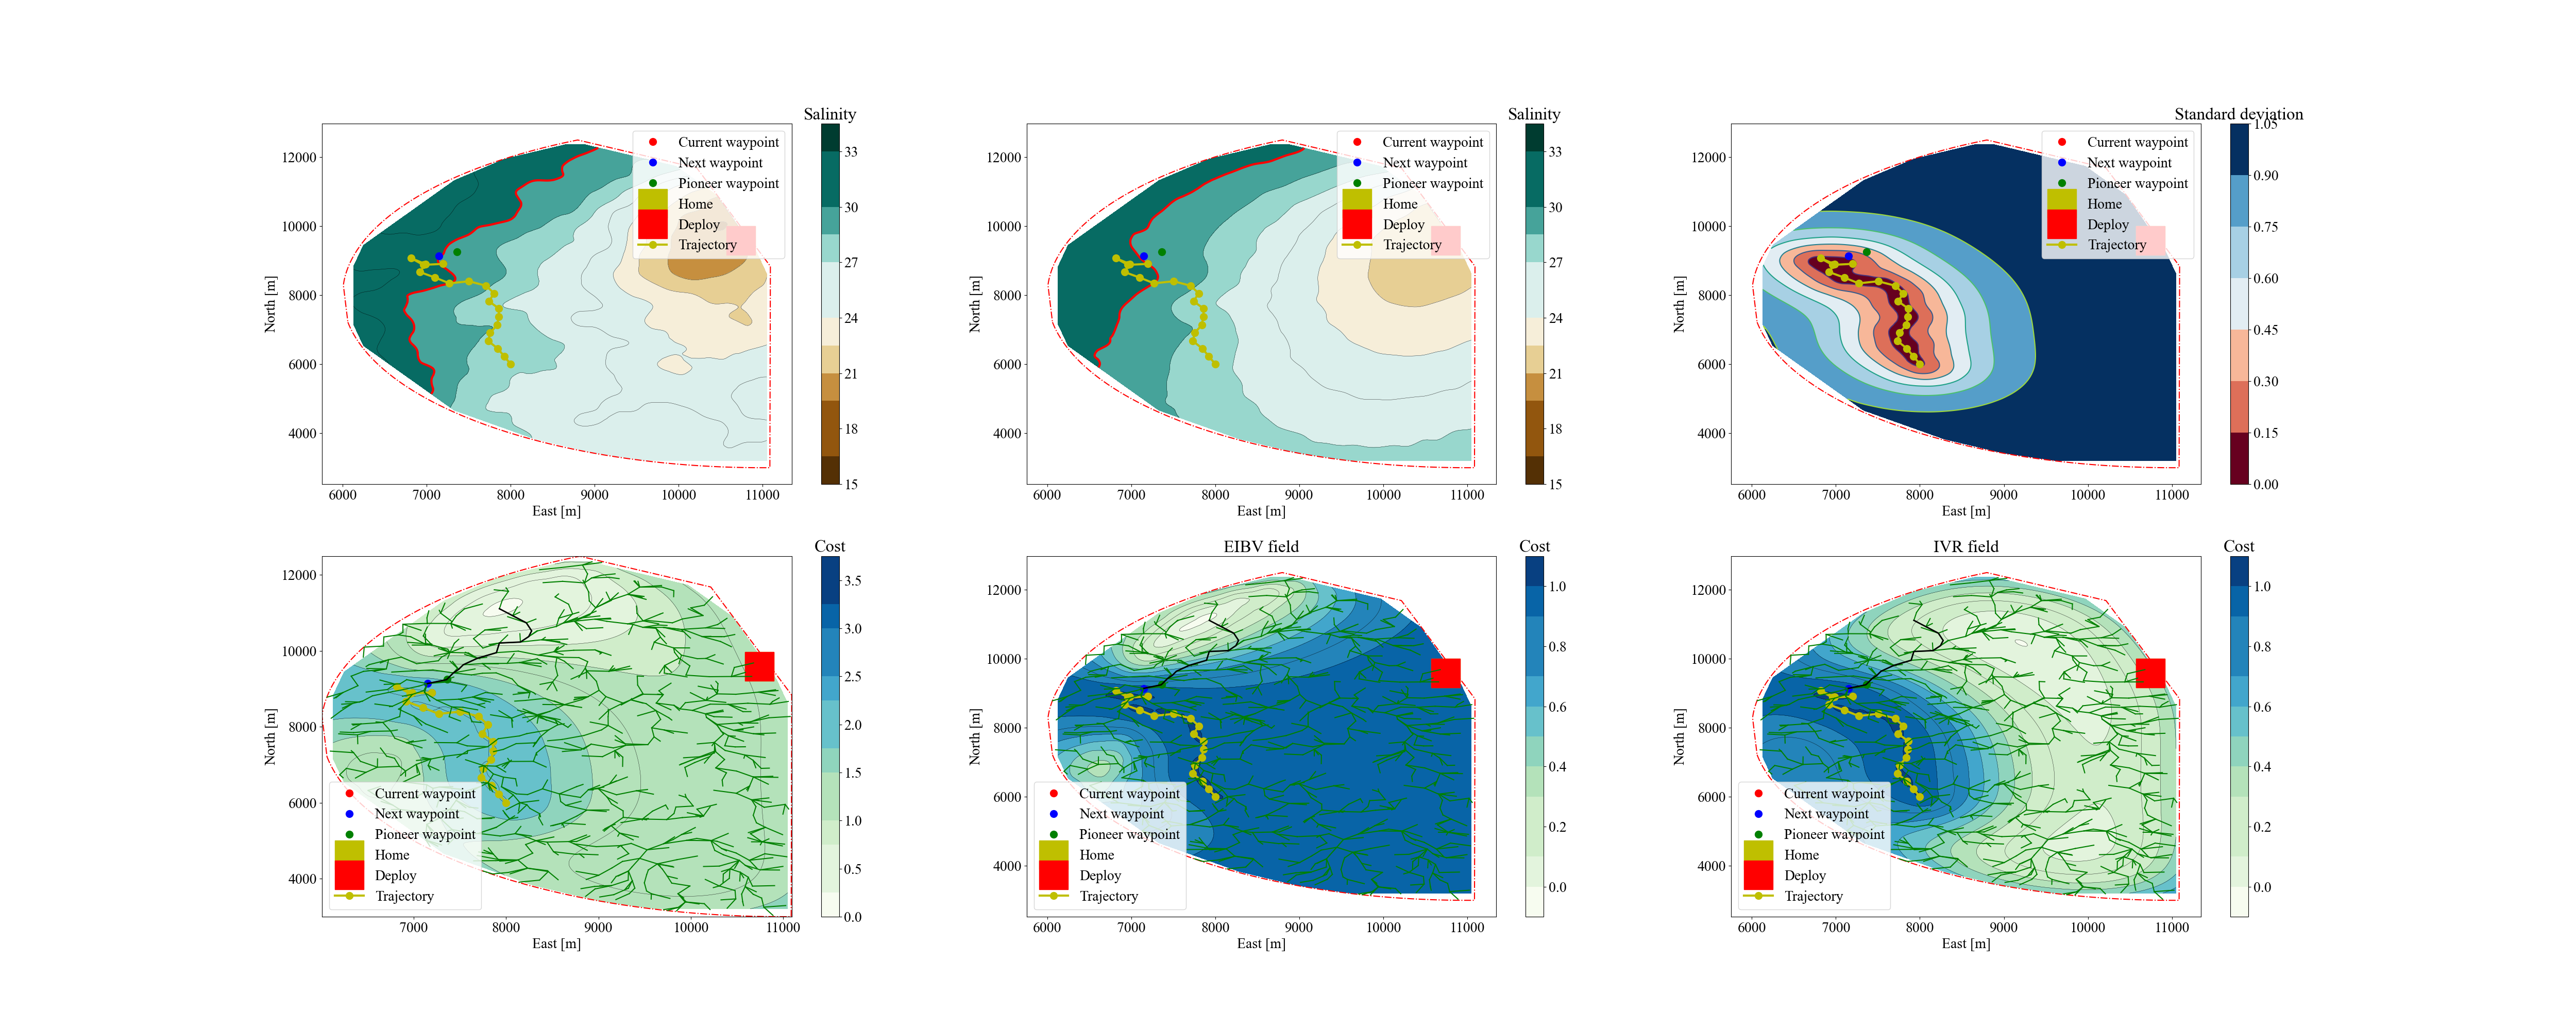 Salinity
12000
10000
8000
6000
4000
North [m]
6000 7000 8000 9000 10000 11000
East [m]
Current waypoint
Next waypoint
Pioneer waypoint
Home
Deploy
Trajectory
33
30
27
24
21
18
15
Salinity
12000
10000
8000
6000
4000
North [m]
6000 7000 8000 9000 10000 11000
East [m]
Current waypoint
Next waypoint
Pioneer waypoint
Home
Deploy
Trajectory
33
30
27
24
21
18
15
Standard deviation
12000
10000
8000
6000
4000
North [m]
6000 7000 8000 9000 10000 11000
East [m]
Current waypoint
Next waypoint
Pioneer waypoint
Home
Deploy
Trajectory
1.05
0.90
0.75
0.60
0.45
0.30
0.15
0.00
Cost
12000
10000
8000
6000
4000
North [m]
7000 8000 9000 10000 11000
East [m]
Current waypoint
Next waypoint
Pioneer waypoint
Home
Deploy
Trajectory
3.5
3.0
2.5
2.0
1.5
1.0
0.5
0.0
EIBV field
Cost
12000
10000
8000
6000
4000
North [m]
6000 7000 8000 9000 10000 11000
East [m]
Current waypoint
Next waypoint
Pioneer waypoint
Home
Deploy
Trajectory
1.0
0.8
0.6
0.4
0.2
0.0
IVR field
Cost
12000
10000
8000
6000
4000
North [m]
6000 7000 8000 9000 10000 11000
East [m]
Current waypoint
Next waypoint
Pioneer waypoint
Home
Deploy
Trajectory
1.0
0.8
0.6
0.4
0.2
0.0